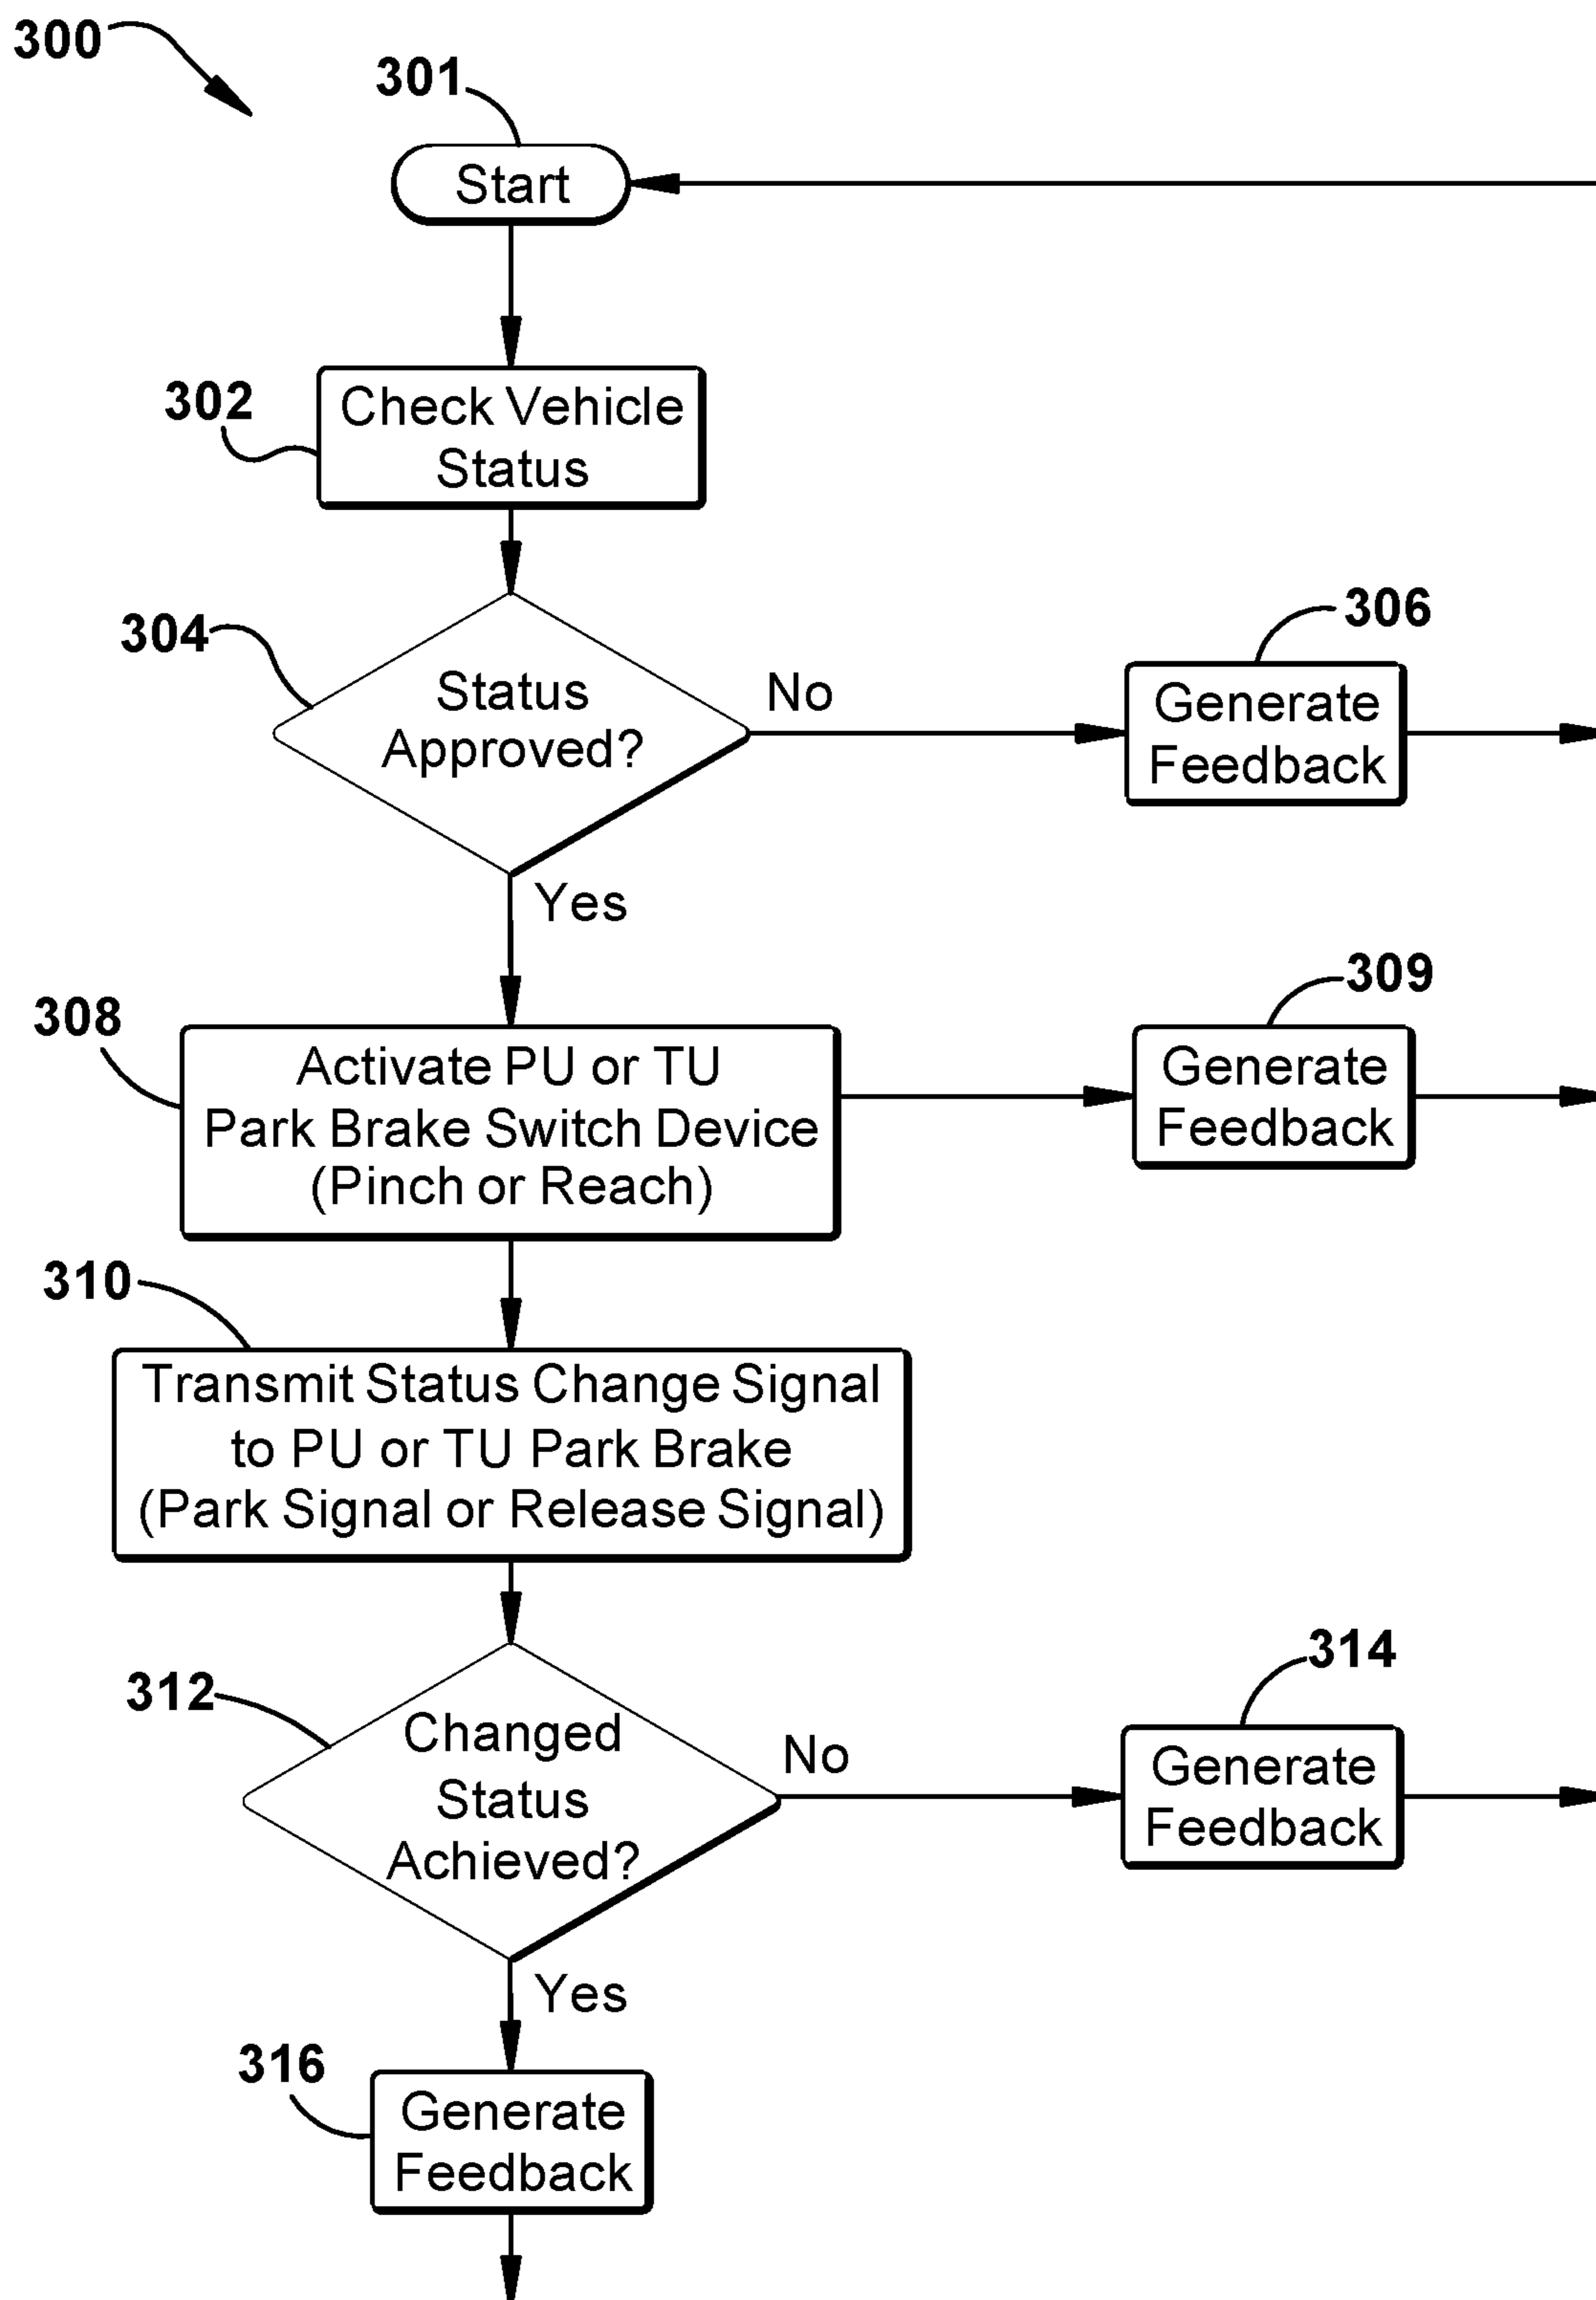 300
301
Start
302
Check Vehicle
Status
304
Status
Approved?
No
306
Generate
Feedback
Yes
308
Activate PU or TU
Park Brake Switch Device
(Pinch or Reach)
309
Generate
Feedback
310
Transmit Status Change Signal
to PU or TU Park Brake
(Park Signal or Release Signal)
312
Changed
Status
Achieved?
No
314
Generate
Feedback
Yes
316
Generate
Feedback